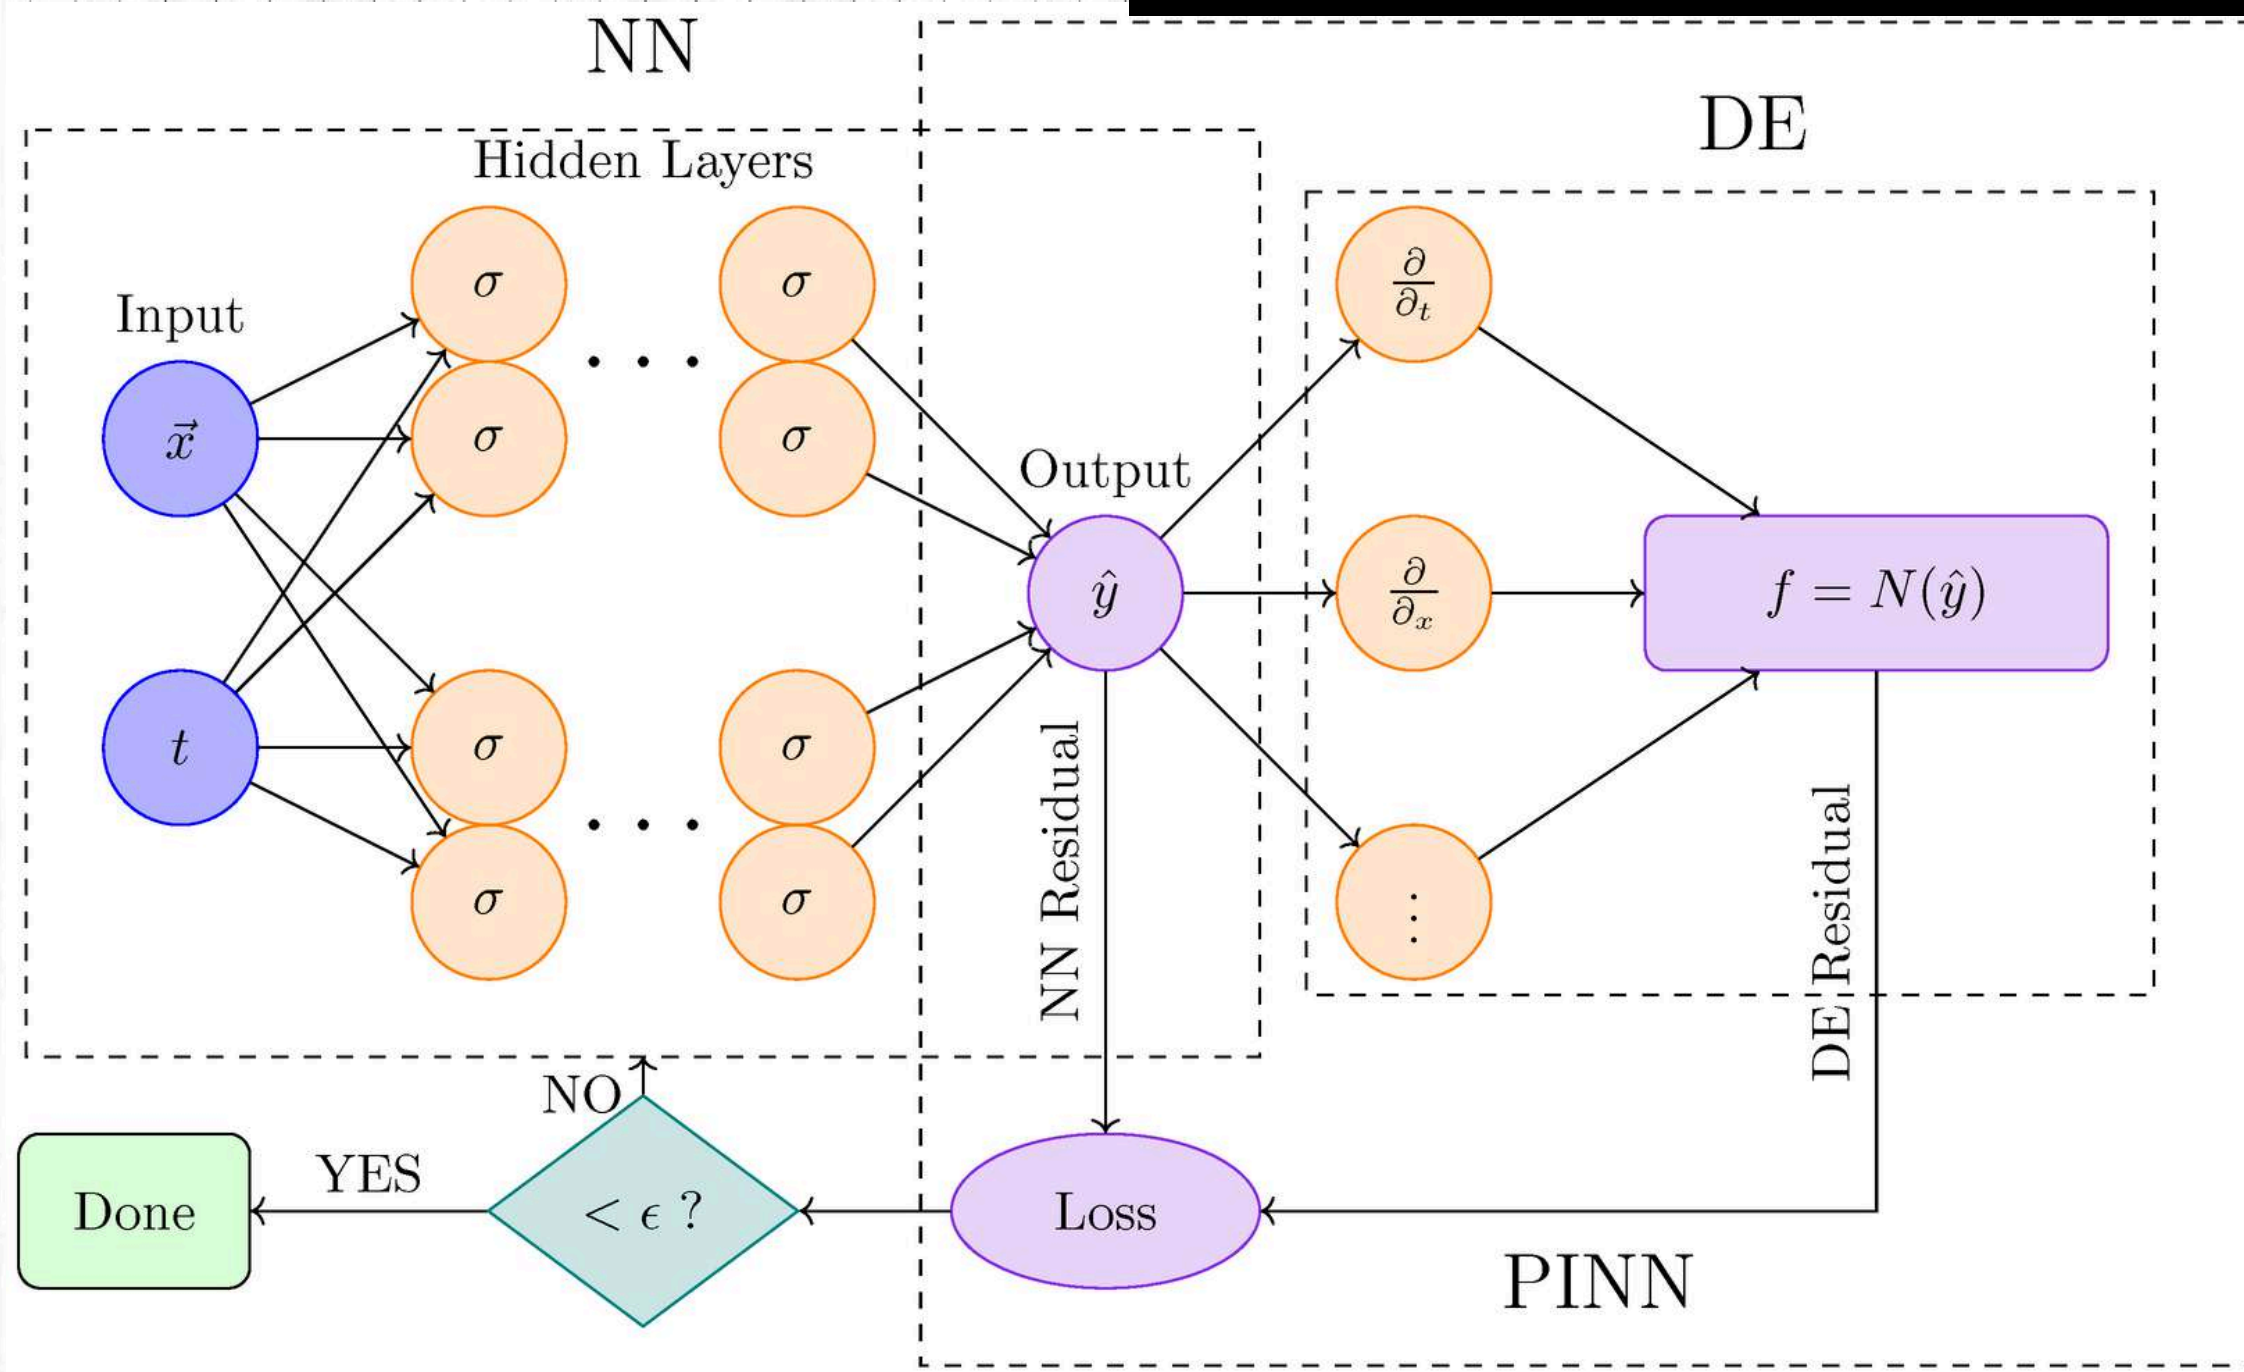 NN
DE
Hidden Layers
Input
σ
σ
σ
σ
. . .
x⃗
t
σ
σ
σ
σ
. . .
Output
ŷ
∂/∂ₜ
∂/∂ₓ
⋮
f = N(ŷ)
NN Residual
DE Residual
NO
YES
Done
< ϵ ?
Loss
PINN